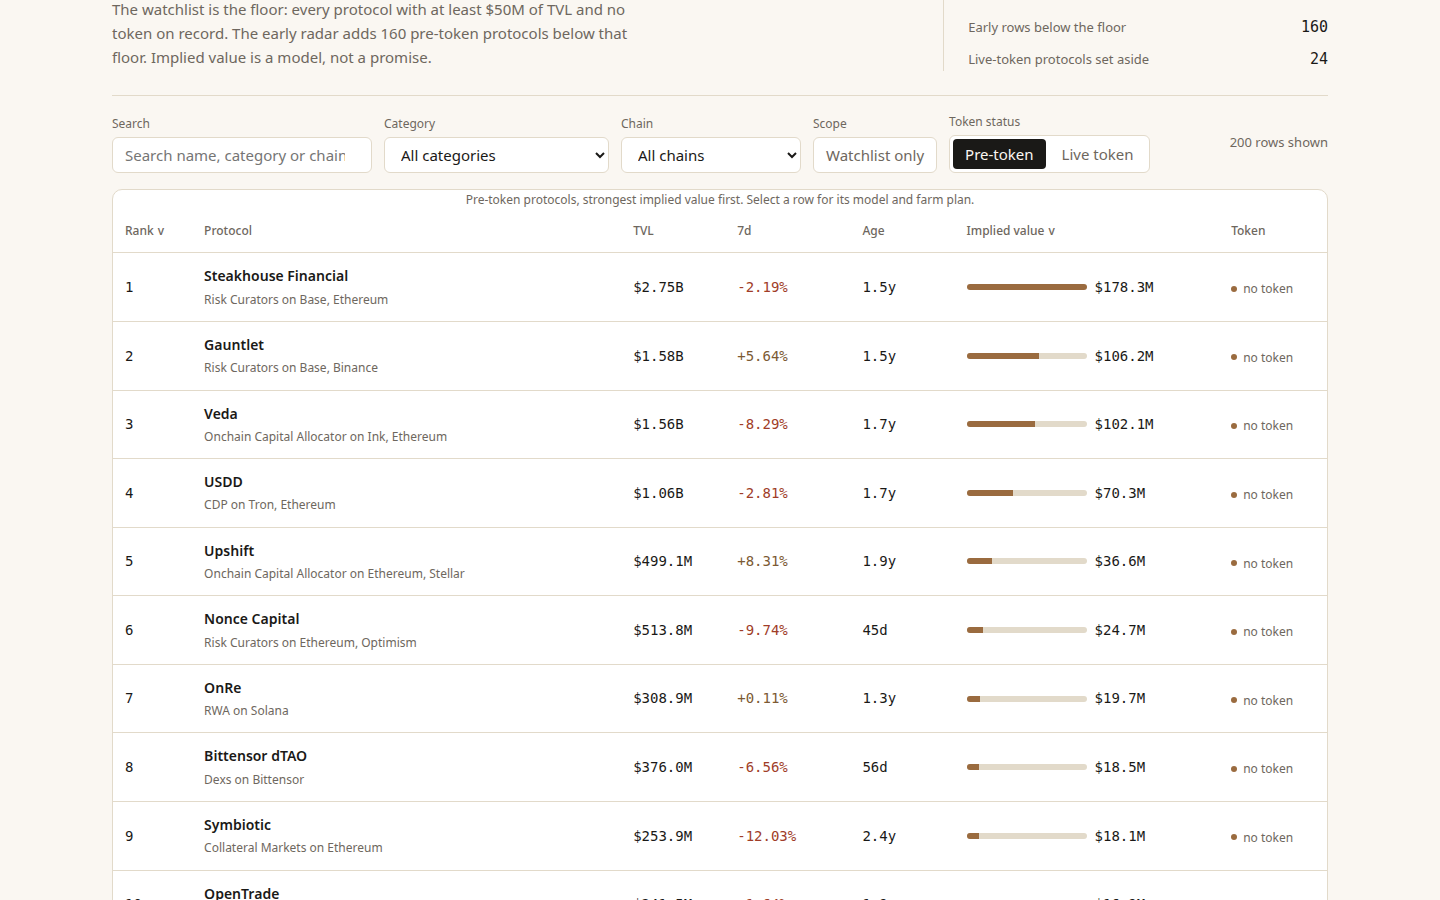 The watchlist is the floor: every protocol with at least $50M of TVL and no
token on record. The early radar adds 160 pre-token protocols below that
floor. Implied value is a model, not a promise.
Early rows below the floor 160
Live-token protocols set aside 24
Search Category Chain Scope Token status
Search name, category or chain All categories All chains Watchlist only Pre-token Live token 200 rows shown
Pre-token protocols, strongest implied value first. Select a row for its model and farm plan.
Rank v Protocol TVL 7d Age Implied value v Token
1 Steakhouse Financial $2.75B -2.19% 1.5y $178.3M no token
Risk Curators on Base, Ethereum
2 Gauntlet $1.58B +5.64% 1.5y $106.2M no token
Risk Curators on Base, Binance
3 Veda $1.56B -8.29% 1.7y $102.1M no token
Onchain Capital Allocator on Ink, Ethereum
4 USDD $1.06B -2.81% 1.7y $70.3M no token
CDP on Tron, Ethereum
5 Upshift $499.1M +8.31% 1.9y $36.6M no token
Onchain Capital Allocator on Ethereum, Stellar
6 Nonce Capital $513.8M -9.74% 45d $24.7M no token
Risk Curators on Ethereum, Optimism
7 OnRe $308.9M +0.11% 1.3y $19.7M no token
RWA on Solana
8 Bittensor dTAO $376.0M -6.56% 56d $18.5M no token
Dexs on Bittensor
9 Symbiotic $253.9M -12.03% 2.4y $18.1M no token
Collateral Markets on Ethereum
OpenTrade